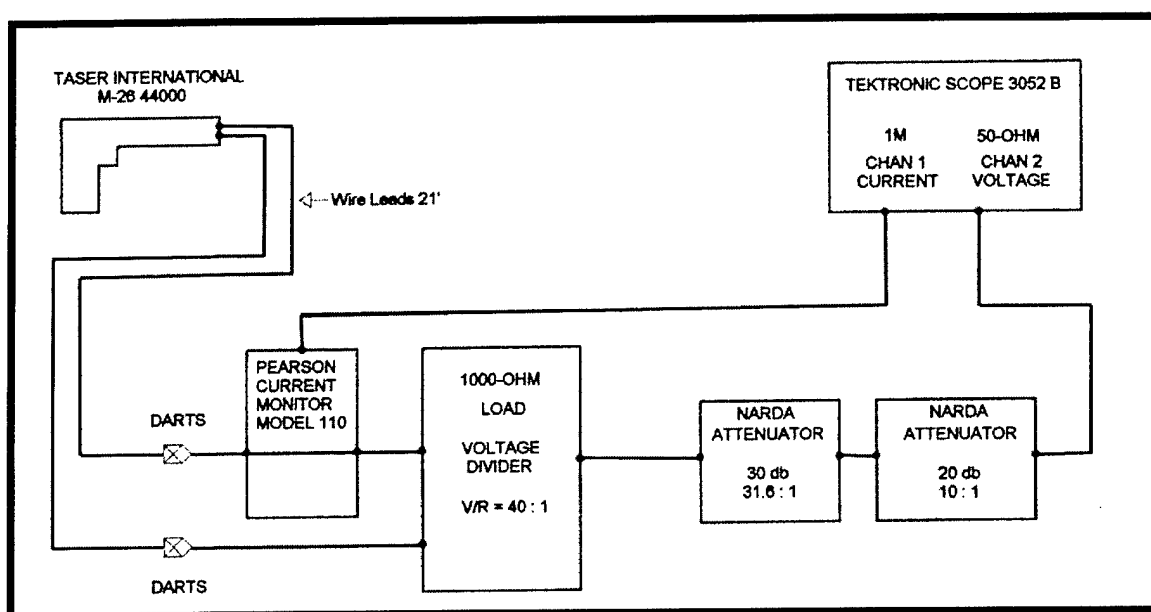 TASER INTERNATIONAL
M-26 44000
Wire Leads 21'
TEKTRONIC SCOPE 3052 B
1M 50-OHM
CHAN 1 CHAN 2
CURRENT VOLTAGE
PEARSON
CURRENT
MONITOR
MODEL 110
DARTS
DARTS
1000-OHM
LOAD
VOLTAGE
DIVIDER
V/R = 40 : 1
NARDA
ATTENUATOR
30 db
31.6 : 1
NARDA
ATTENUATOR
20 db
10 : 1